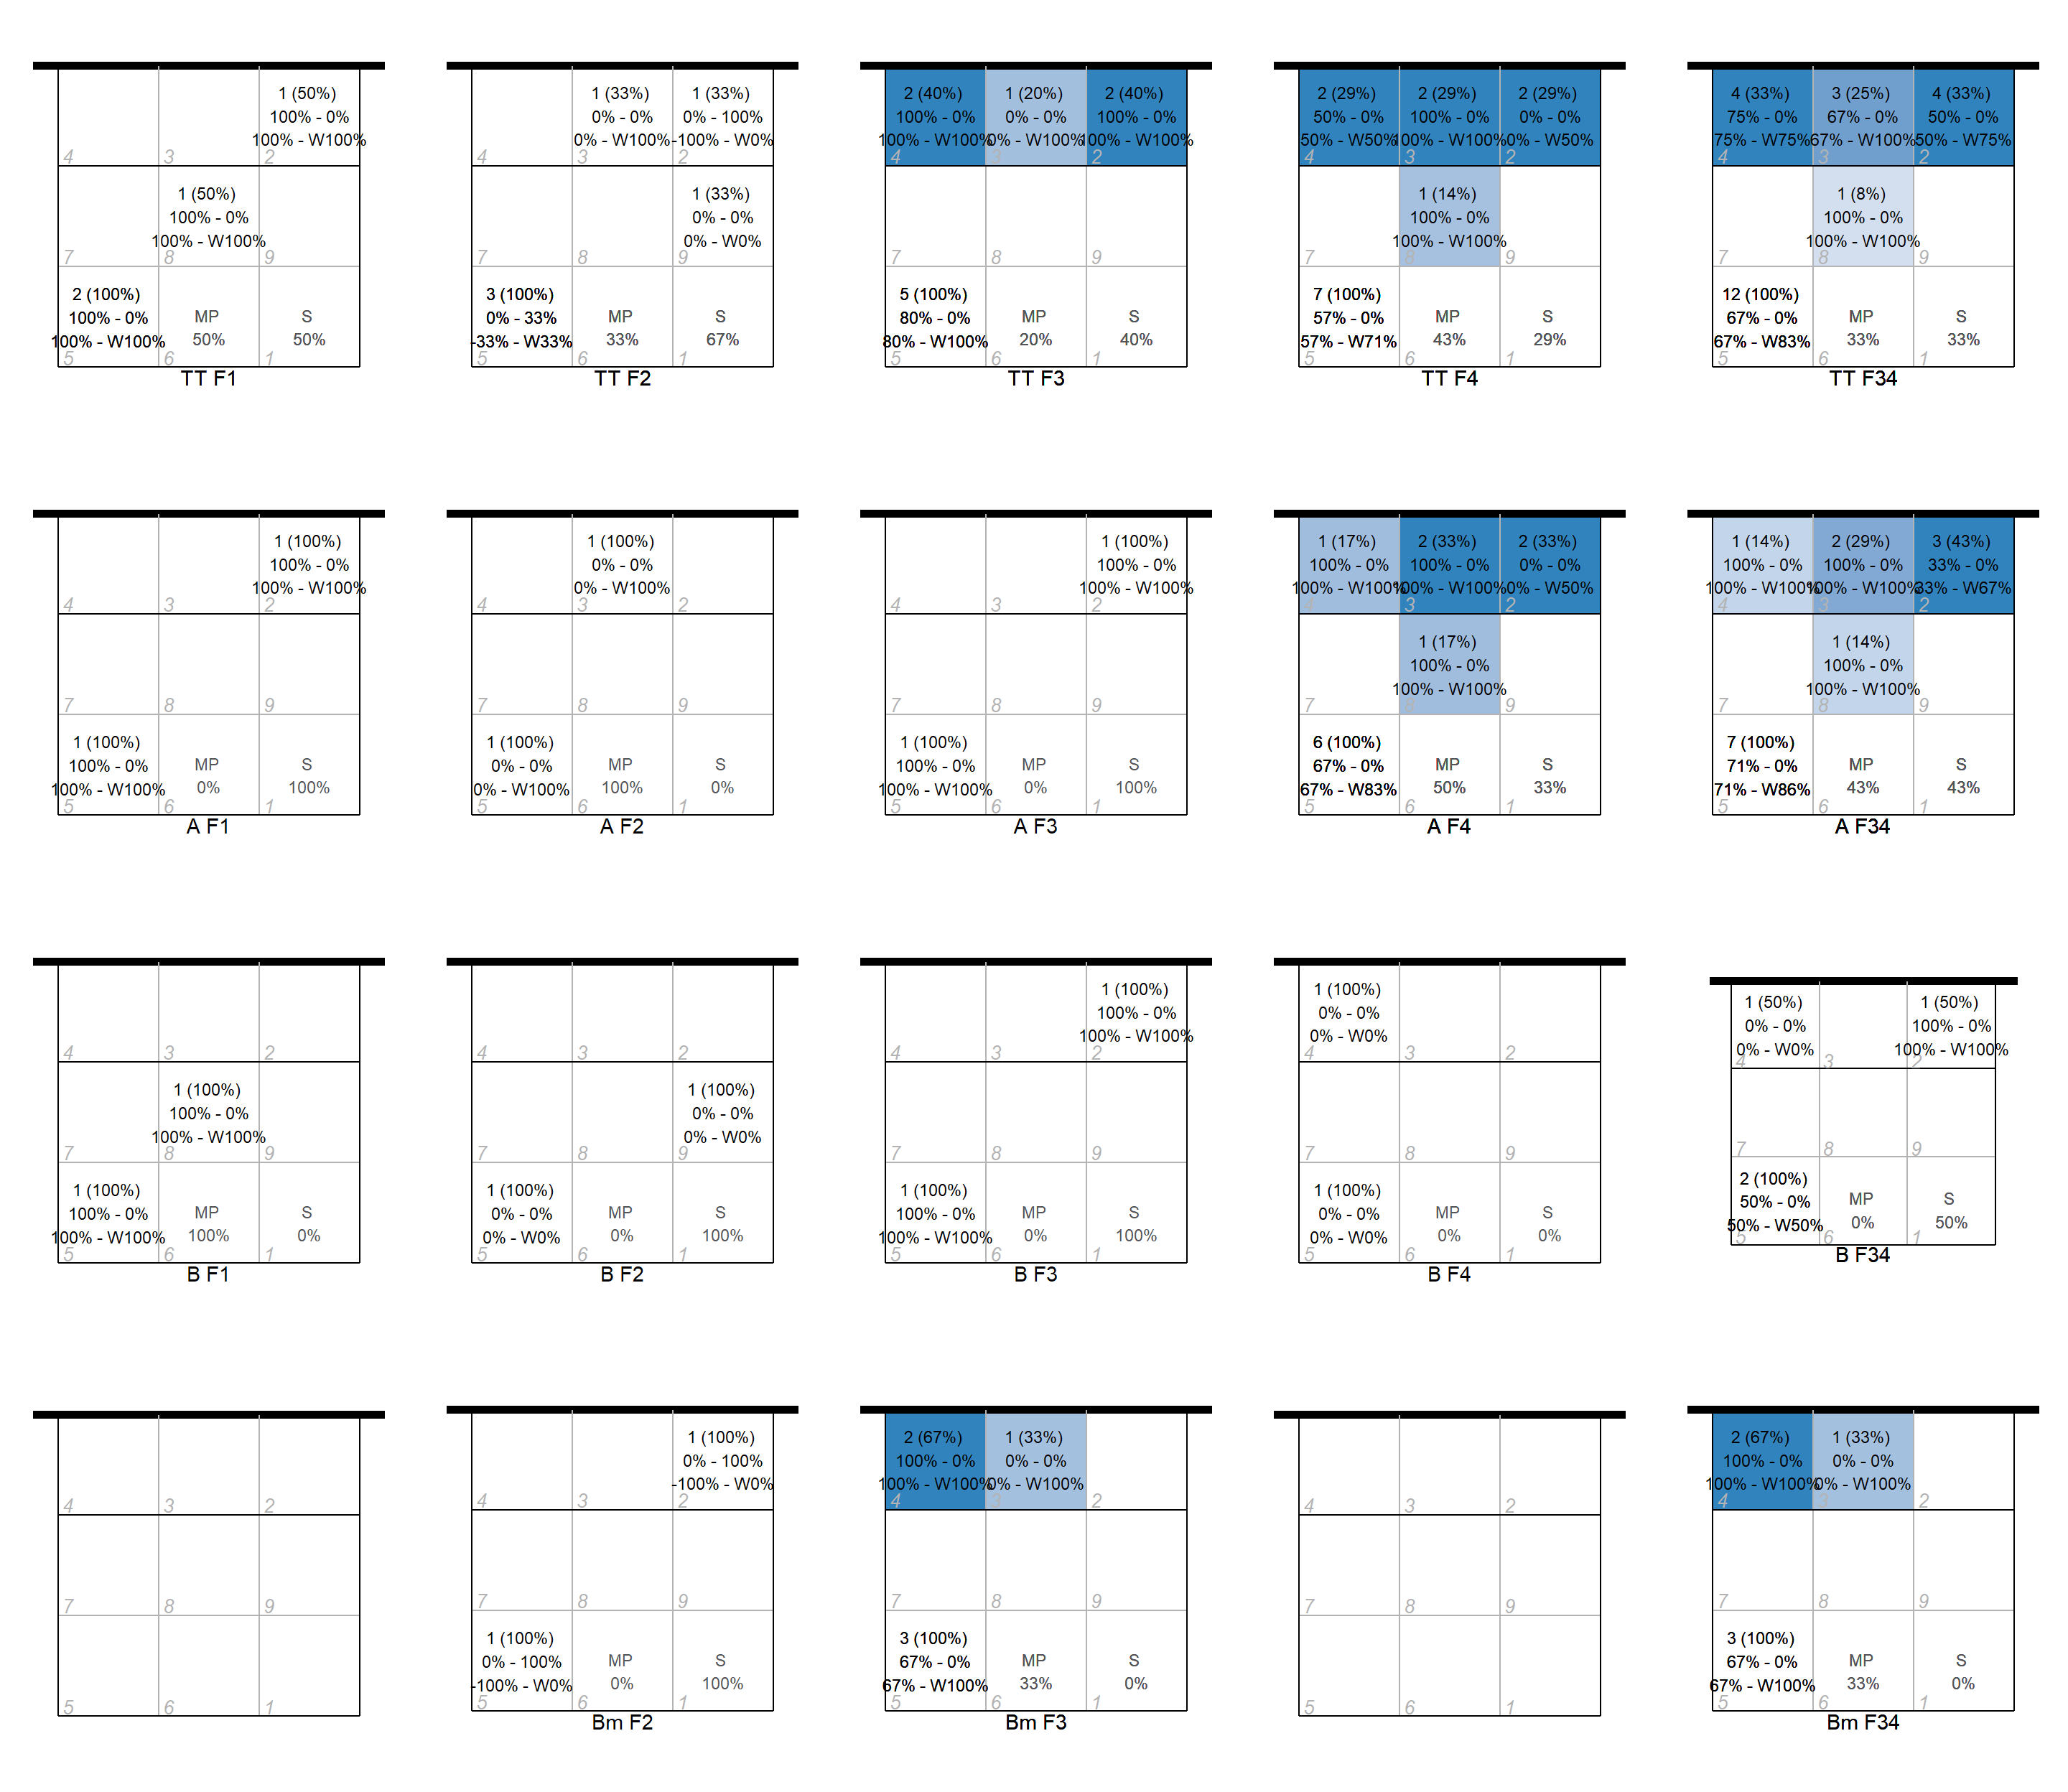 1 (50%)
100% - 0%
100% - W100%
4 3 2
1 (50%)
100% - 0%
100% - W100%
7 8 9
2 (100%)
100% - 0% MP S
100% - W100% 50% 50%
5 6 1
TT F1
1 (33%) 1 (33%)
0% - 0% 0% - 100%
0% - W100% -100% - W0%
4 3 2
1 (33%)
0% - 0%
0% - W0%
7 8 9
3 (100%)
0% - 33% MP S
-33% - W33% 33% 67%
5 6 1
TT F2
2 (40%) 1 (20%) 2 (40%)
100% - 0% 0% - 0% 100% - 0%
100% - W100% 0% - W100% 100% - W100%
4 3 2
7 8 9
5 (100%)
80% - 0% MP S
80% - W100% 20% 40%
5 6 1
TT F3
2 (29%) 2 (29%) 2 (29%)
50% - 0% 100% - 0% 0% - 0%
50% - W50% 100% - W100% 0% - W50%
4 3 2
1 (14%)
100% - 0%
100% - W100%
7 8 9
7 (100%)
57% - 0% MP S
57% - W71% 43% 29%
5 6 1
TT F4
4 (33%) 3 (25%) 4 (33%)
75% - 0% 67% - 0% 50% - 0%
75% - W75% 67% - W100% 50% - W75%
4 3 2
1 (8%)
100% - 0%
100% - W100%
7 8 9
12 (100%)
67% - 0% MP S
67% - W83% 33% 33%
5 6 1
TT F34
1 (100%)
100% - 0%
100% - W100%
4 3 2
7 8 9
1 (100%)
100% - 0% MP S
100% - W100% 0% 100%
5 6 1
A F1
1 (100%)
0% - 0%
0% - W100%
4 3 2
7 8 9
1 (100%)
0% - 0% MP S
0% - W100% 100% 0%
5 6 1
A F2
1 (100%)
100% - 0%
100% - W100%
4 3 2
7 8 9
1 (100%)
100% - 0% MP S
100% - W100% 0% 100%
5 6 1
A F3
1 (17%) 2 (33%) 2 (33%)
100% - 0% 100% - 0% 0% - 0%
100% - W100% 100% - W100% 0% - W50%
4 3 2
1 (17%)
100% - 0%
100% - W100%
7 8 9
6 (100%)
67% - 0% MP S
67% - W83% 50% 33%
5 6 1
A F4
1 (14%) 2 (29%) 3 (43%)
100% - 0% 100% - 0% 33% - 0%
100% - W100% 100% - W100% 33% - W67%
4 3 2
1 (14%)
100% - 0%
100% - W100%
7 8 9
7 (100%)
71% - 0% MP S
71% - W86% 43% 43%
5 6 1
A F34
4 3 2
1 (100%)
100% - 0%
100% - W100%
7 8 9
1 (100%)
100% - 0% MP S
100% - W100% 100% 0%
5 6 1
B F1
4 3 2
1 (100%)
0% - 0%
0% - W0%
7 8 9
1 (100%)
0% - 0% MP S
0% - W0% 0% 100%
5 6 1
B F2
1 (100%)
100% - 0%
100% - W100%
4 3 2
7 8 9
1 (100%)
100% - 0% MP S
100% - W100% 0% 100%
5 6 1
B F3
1 (100%)
0% - 0%
0% - W0%
4 3 2
7 8 9
1 (100%)
0% - 0% MP S
0% - W0% 0% 0%
5 6 1
B F4
1 (50%) 1 (50%)
0% - 0% 100% - 0%
0% - W0% 100% - W100%
4 3 2
7 8 9
2 (100%)
50% - 0% MP S
50% - W50% 0% 50%
5 6 1
B F34
4 3 2
7 8 9
5 6 1
1 (100%)
0% - 100%
-100% - W0%
4 3 2
7 8 9
1 (100%)
0% - 100% MP S
-100% - W0% 0% 100%
5 6 1
Bm F2
2 (67%) 1 (33%)
100% - 0% 0% - 0%
100% - W100% 0% - W100%
4 3 2
7 8 9
3 (100%)
67% - 0% MP S
67% - W100% 33% 0%
5 6 1
Bm F3
4 3 2
7 8 9
5 6 1
2 (67%) 1 (33%)
100% - 0% 0% - 0%
100% - W100% 0% - W100%
4 3 2
7 8 9
3 (100%)
67% - 0% MP S
67% - W100% 33% 0%
5 6 1
Bm F34